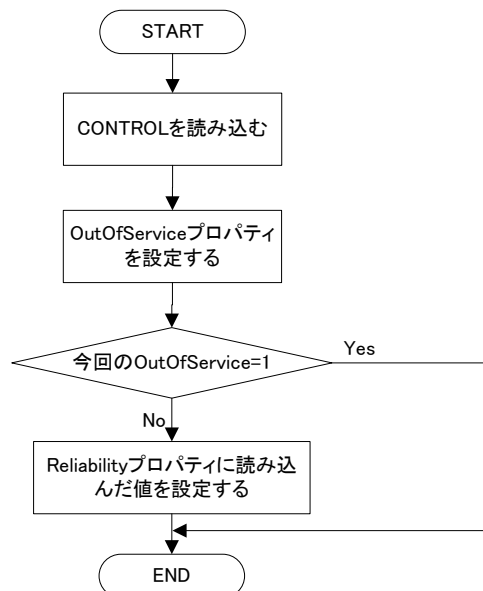 START
CONTROLを読み込む
OutOfServiceプロパティ
を設定する
今回のOutOfService=1
Yes
No
Reliabilityプロパティに読み込
んだ値を設定する
END